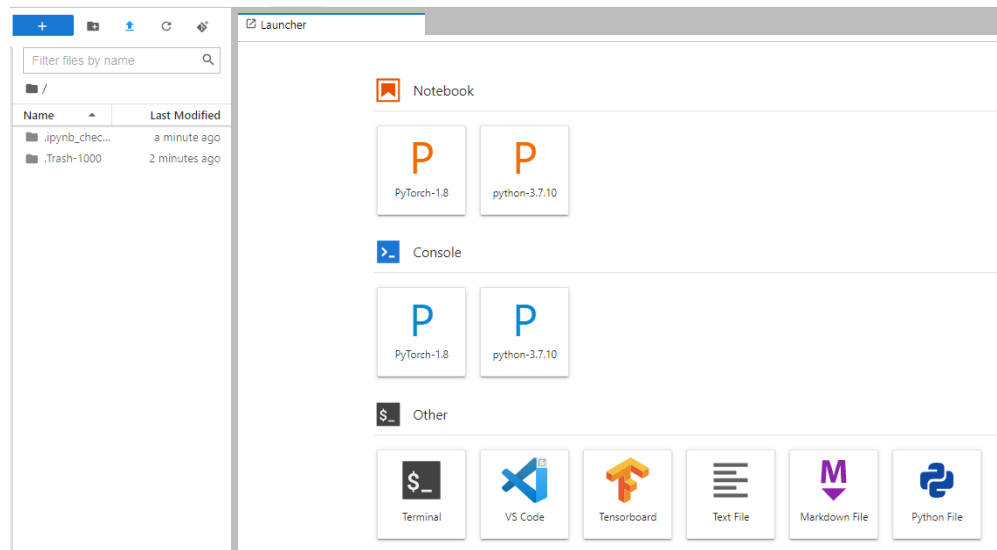 +
Filter files by name
/
Name Last Modified
.ipynb_chec... a minute ago
.Trash-1000 2 minutes ago
Launcher
Notebook
P P
PyTorch-1.8 python-3.7.10
Console
P P
PyTorch-1.8 python-3.7.10
$_ Other
$_ M
Terminal VS Code Tensorboard Text File Markdown File Python File